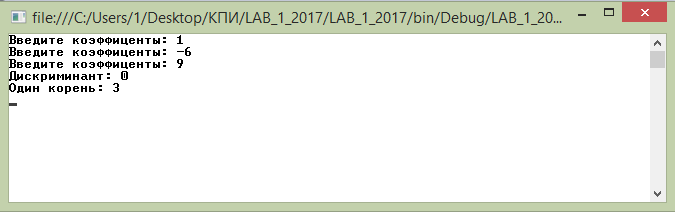 file:///C:/Users/1/Desktop/КПИ/LAB_1_2017/LAB_1_2017/bin/Debug/LAB_1_20...
Введите коэффиценты: 1
Введите коэффиценты: -6
Введите коэффиценты: 9
Дискриминант: 0
Один корень: 3